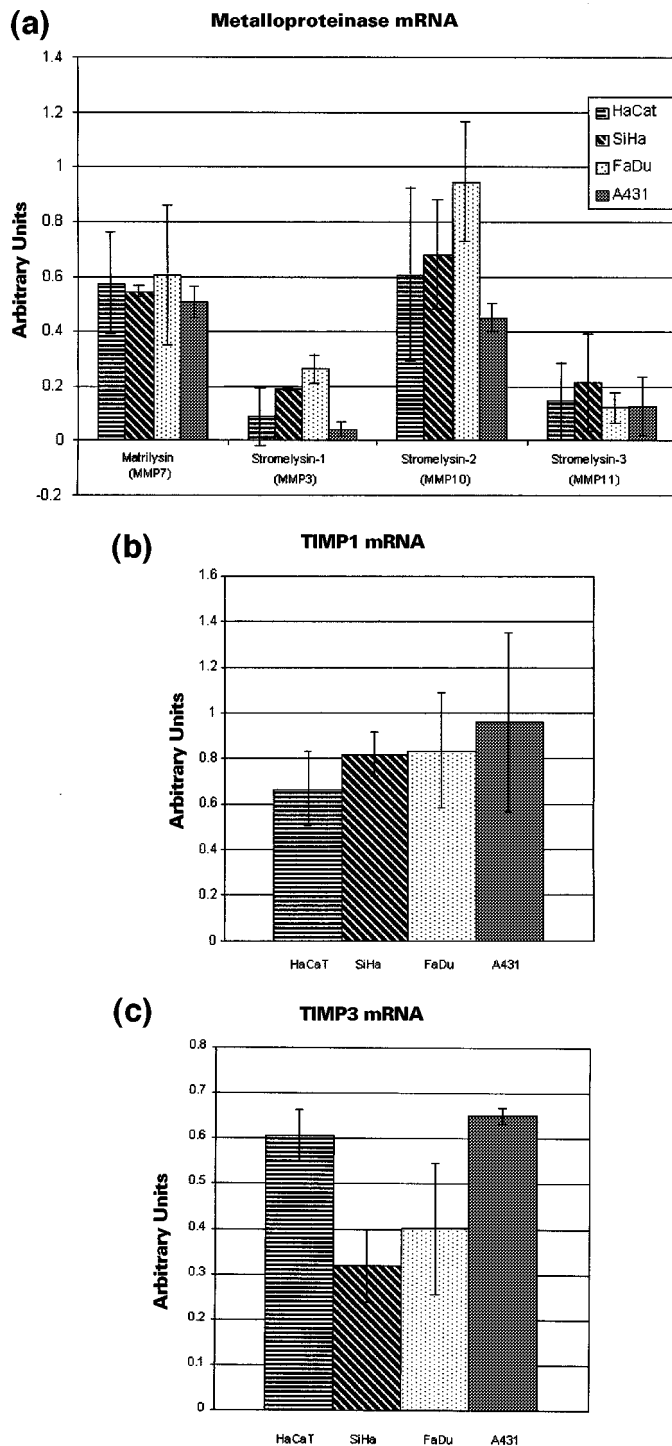 (a)
Metalloproteinase mRNA
1.4
1.2
1
0.8
0.6
0.4
0.2
0
-0.2
Arbitrary Units
HaCat
SiHa
FaDu
A431
Matrilysin
(MMP7)
Stromelysin-1
(MMP3)
Stromelysin-2
(MMP10)
Stromelysin-3
(MMP11)
(b)
TIMP1 mRNA
1.6
1.4
1.2
1
0.8
0.6
0.4
0.2
0
Arbitrary Units
HaCaT SiHa FaDu A431
(c)
TIMP3 mRNA
0.8
0.7
0.6
0.5
0.4
0.3
0.2
0.1
0
Arbitrary Units
HaCaT SiHa FaDu A431